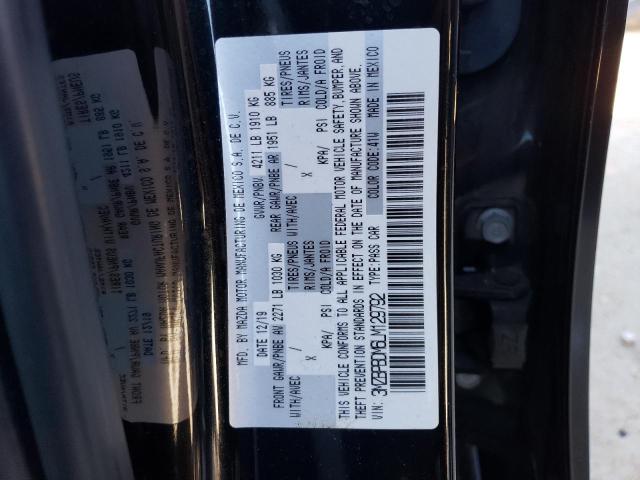 MFD. BY MAZDA MOTOR MANUFACTURING DE MEXICO S.A. DE C.V.
DATE 12/19 GVWR/PNBV 4211 LB 1910 KG
FRONT GAWR/PNBE AV 2271 LB 1030 KG REAR GAWR/PNBE AR 1951 LB 885 KG
WITH/AVEC / TIRES/PNEUS WITH/AVEC / TIRES/PNEUS
X RIMS/JANTES X RIMS/JANTES
KPA/ PSI COLD/A FROID KPA/ PSI COLD/A FROID
THIS VEHICLE CONFORMS TO ALL APPLICABLE FEDERAL MOTOR VEHICLE SAFETY, BUMPER, AND
THEFT PREVENTION STANDARDS IN EFFECT ON THE DATE OF MANUFACTURE SHOWN ABOVE.
VIN: 3MZBPBDM6LM129792 TYPE:PASS CAR COLOR CODE: 41W MADE IN MEXICO